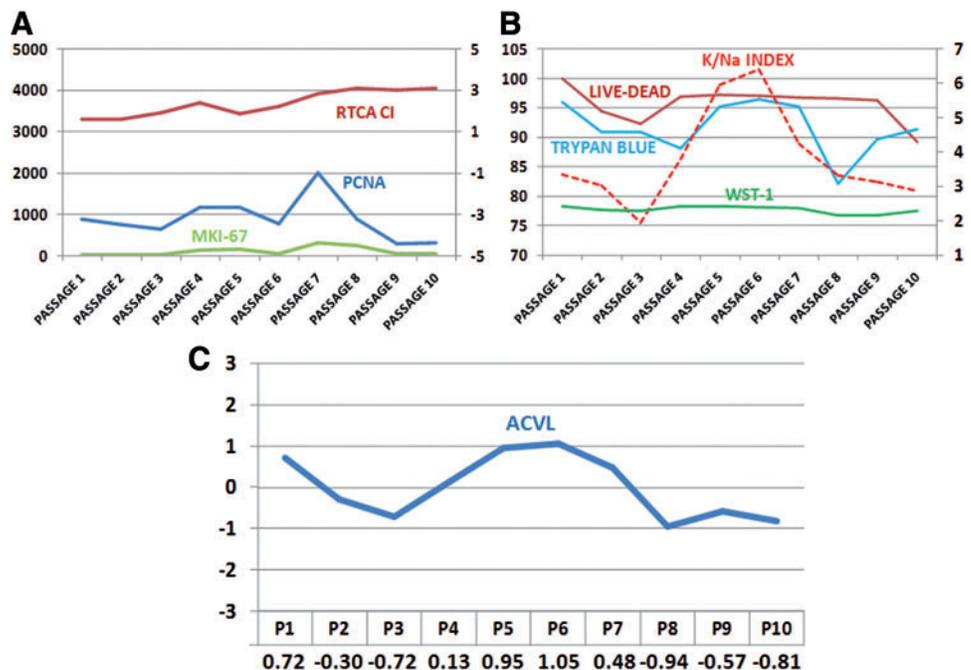 A
5000
4000
3000
2000
1000
0
5
3
1
-1
-3
-5
RTCA CI
PCNA
MKI-67
PASSAGE 1
PASSAGE 2
PASSAGE 3
PASSAGE 4
PASSAGE 5
PASSAGE 6
PASSAGE 7
PASSAGE 8
PASSAGE 9
PASSAGE 10
B
105
100
95
90
85
80
75
70
7
6
5
4
3
2
1
K/Na INDEX
LIVE-DEAD
TRYPAN BLUE
WST-1
PASSAGE 1
PASSAGE 2
PASSAGE 3
PASSAGE 4
PASSAGE 5
PASSAGE 6
PASSAGE 7
PASSAGE 8
PASSAGE 9
PASSAGE 10
C
3
2
1
0
-1
-2
-3
ACVL
P1 P2 P3 P4 P5 P6 P7 P8 P9 P10
0.72 -0.30 -0.72 0.13 0.95 1.05 0.48 -0.94 -0.57 -0.81